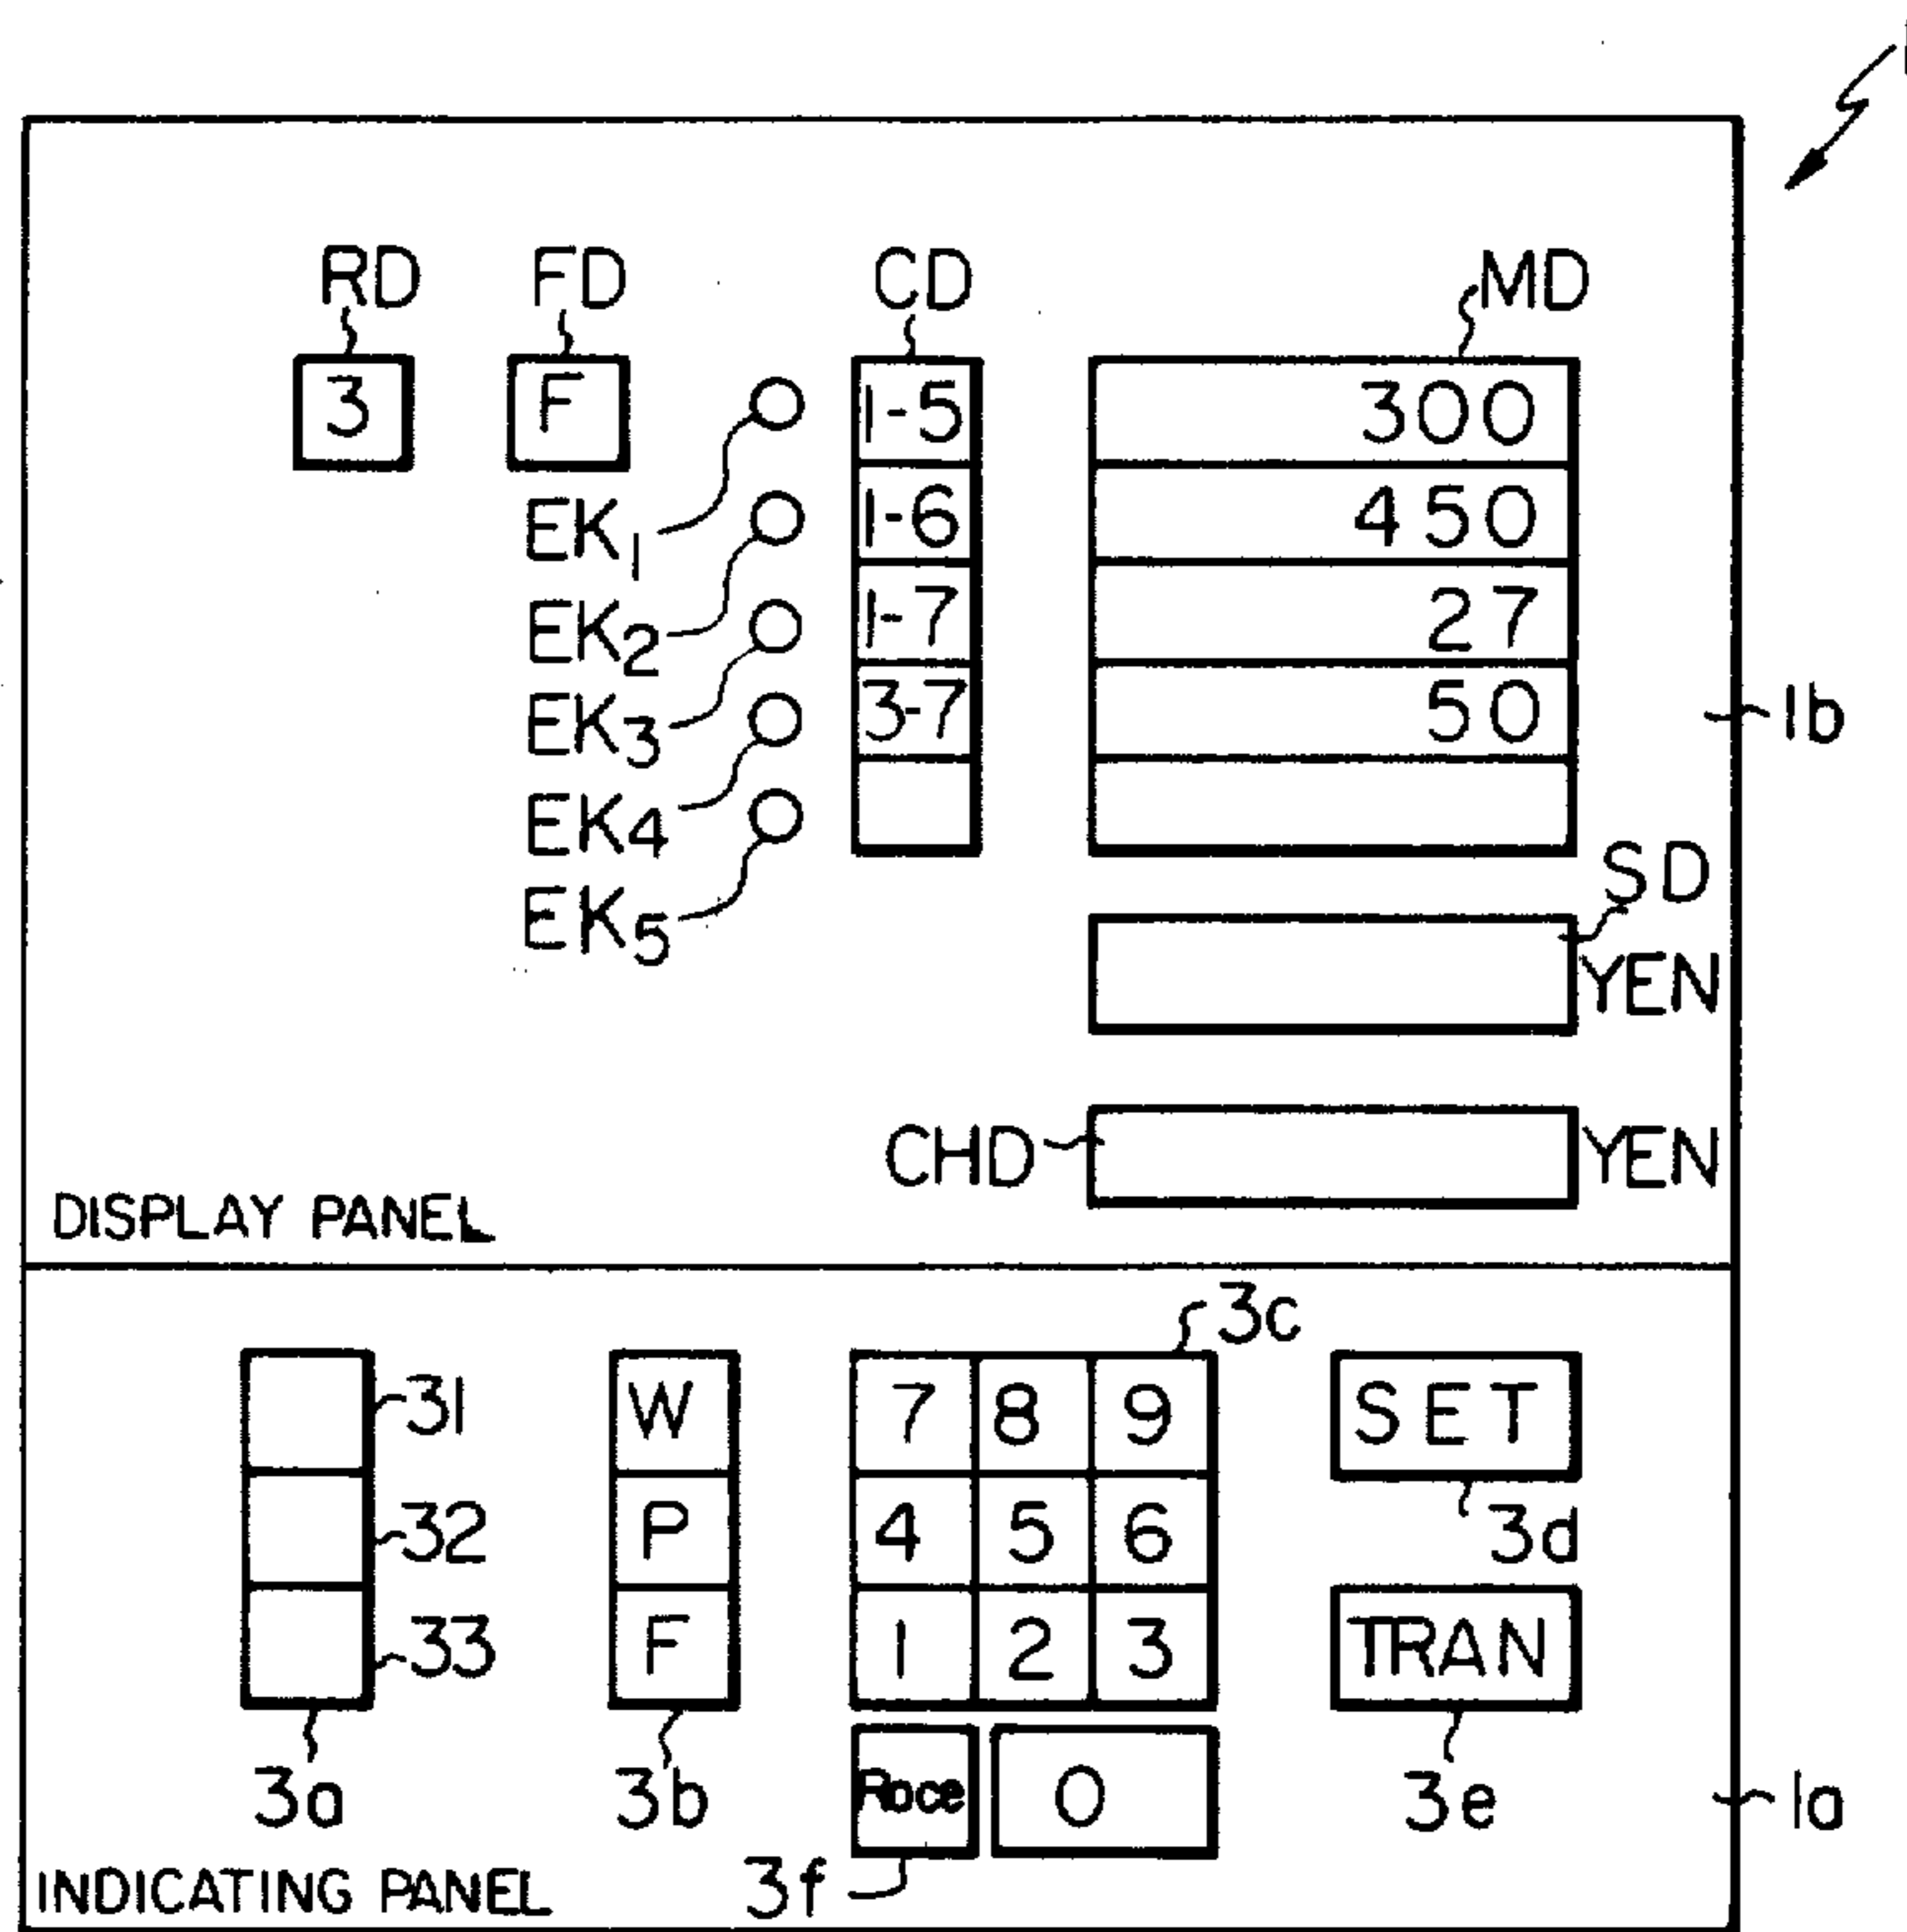 RD FD CD MD
3 F 1-5 300
EK1 1-6 450
EK2 1-7 27
EK3 3-7 50
1b
EK4
EK5
SD
YEN
CHD YEN
DISPLAY PANEL
3c
31 W 7 8 9 SET
32 P 4 5 6 3d
33 F 1 2 3 TRAN
3a 3b Race 0 3e 1a
3f
INDICATING PANEL